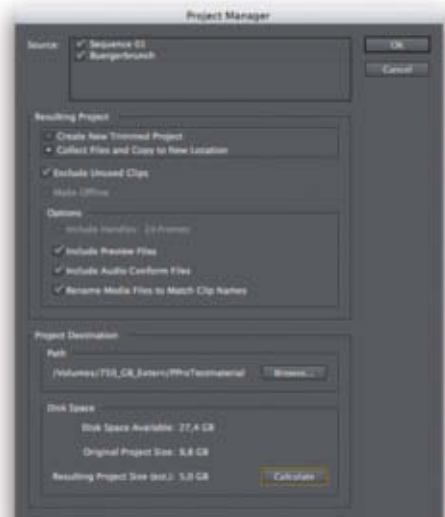 Project Manager
Source:
Sequence 01
Buergerbrunch
OK
Cancel
Resulting Project
Create New Trimmed Project
Collect Files and Copy to New Location
Exclude Unused Clips
Make Offline
Options
Include Handles: 24 Frames
Include Preview Files
Include Audio Conform Files
Rename Media Files to Match Clip Names
Project Destination
Path
/Volumes/750_GB_Extern/PProTestmaterial
Browse...
Disk Space
Disk Space Available: 27,4 GB
Original Project Size: 9,8 GB
Resulting Project Size (est.): 5,0 GB
Calculate